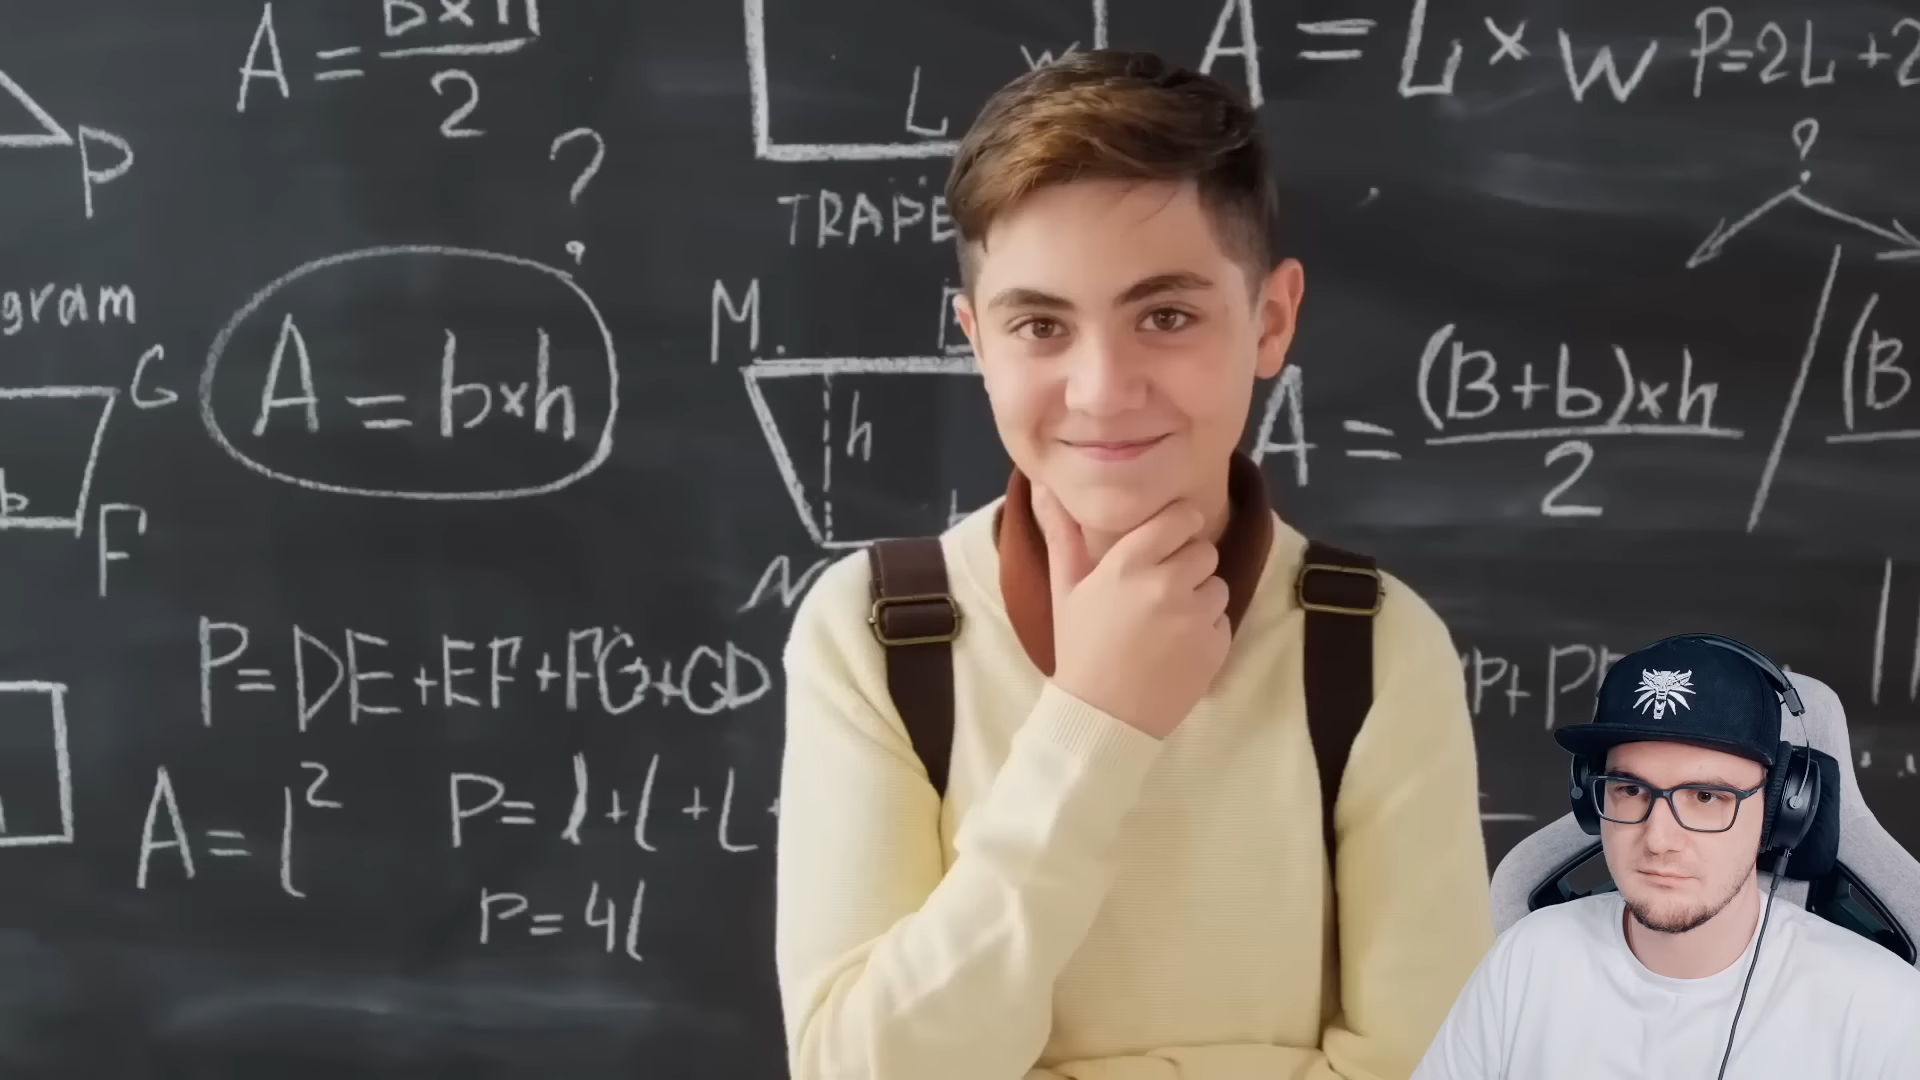 A = b×h / 2
L
W
A = L × W
P=2L+2
?
P
?
TRAPE
gram
G
A = b×h
M
h
A = (B+b)×h / 2
(B
b
F
N
P=DE+EF+FG+GD
A = l²
P= l+l+L
P=4l